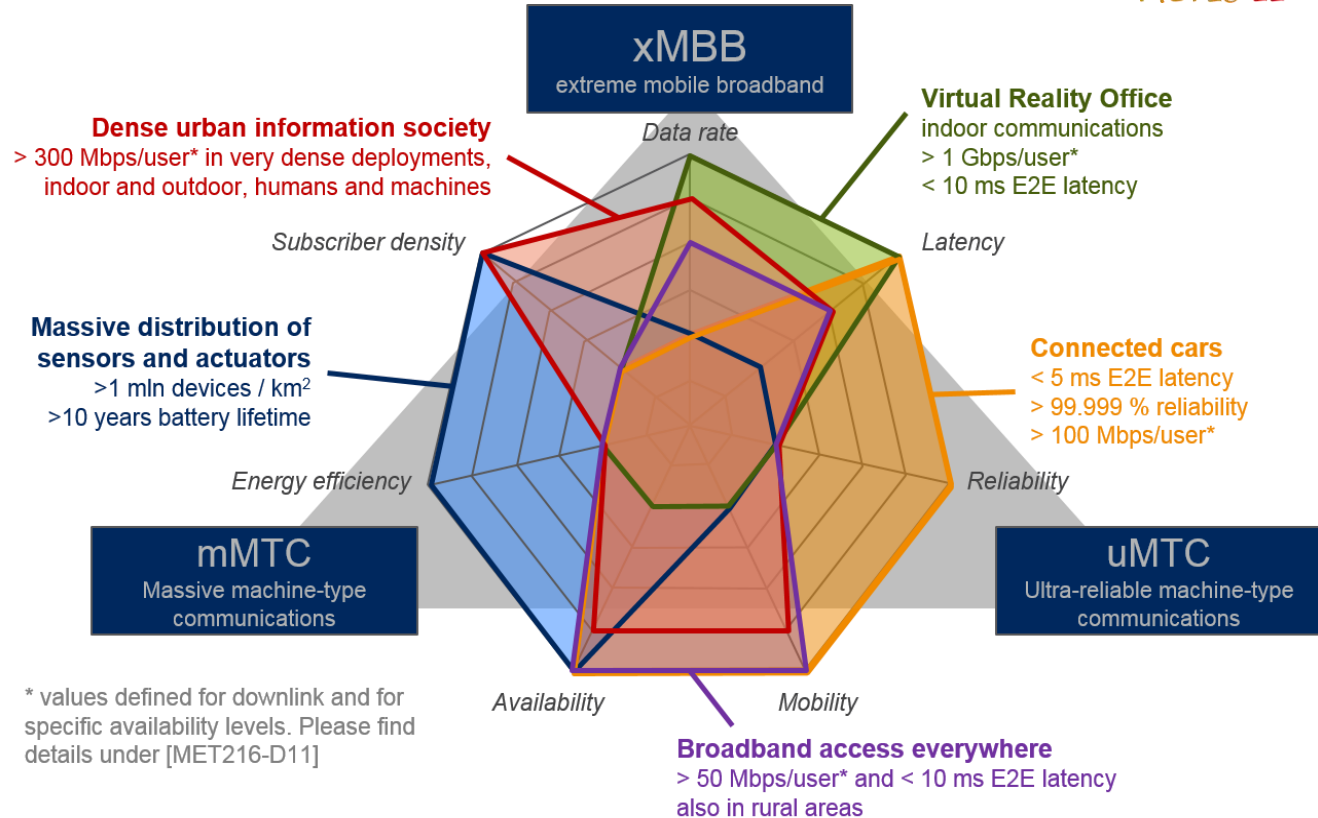 xMBB
extreme mobile broadband
Dense urban information society
> 300 Mbps/user* in very dense deployments,
indoor and outdoor, humans and machines
Data rate
Virtual Reality Office
indoor communications
> 1 Gbps/user*
< 10 ms E2E latency
Subscriber density
Latency
Massive distribution of
sensors and actuators
>1 mln devices / km²
>10 years battery lifetime
Connected cars
< 5 ms E2E latency
> 99.999 % reliability
> 100 Mbps/user*
Energy efficiency
Reliability
mMTC
Massive machine-type
communications
uMTC
Ultra-reliable machine-type
communications
Availability
Mobility
* values defined for downlink and for
specific availability levels. Please find
details under [MET216-D11]
Broadband access everywhere
> 50 Mbps/user* and < 10 ms E2E latency
also in rural areas